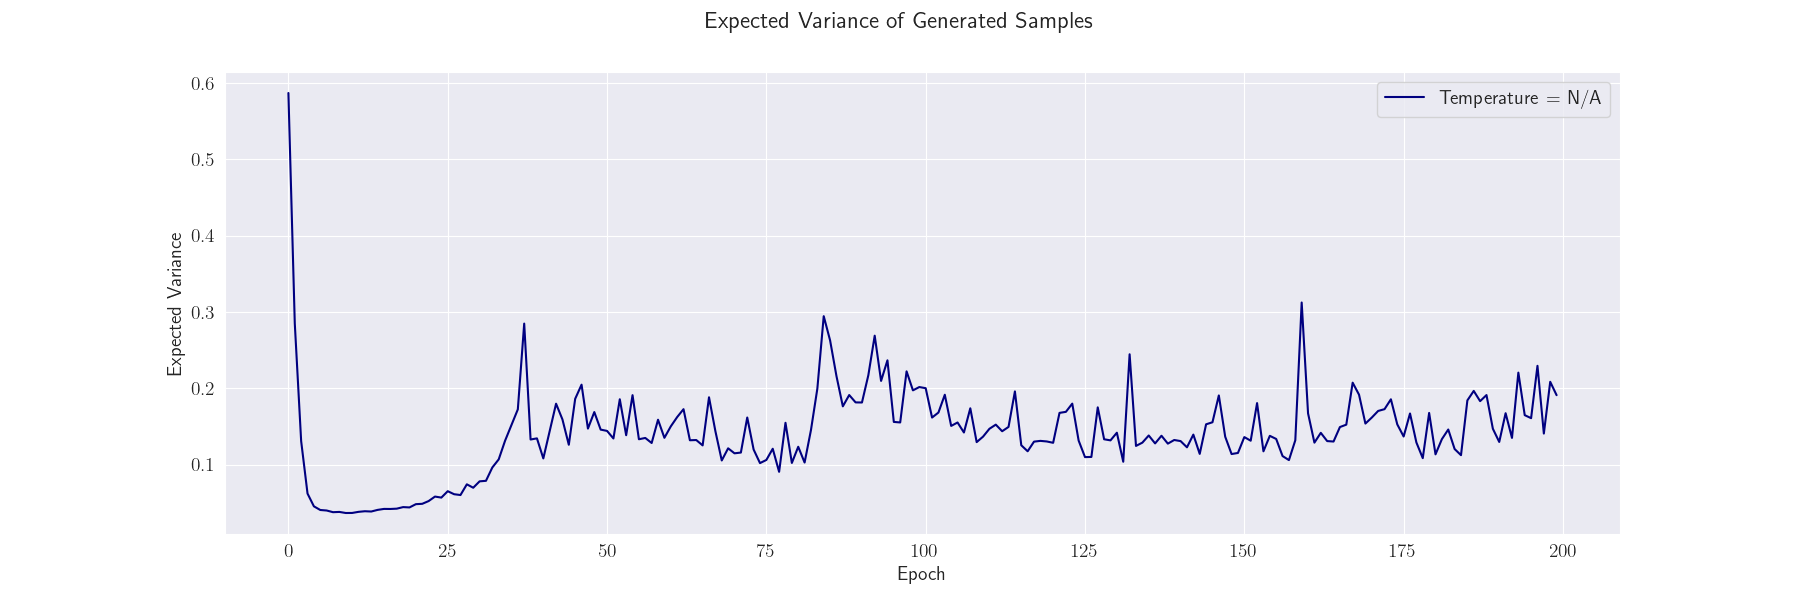 Expected Variance of Generated Samples
Temperature = N/A
0.6
0.5
0.4
0.3
0.2
0.1
Expected Variance
0 25 50 75 100 125 150 175 200
Epoch